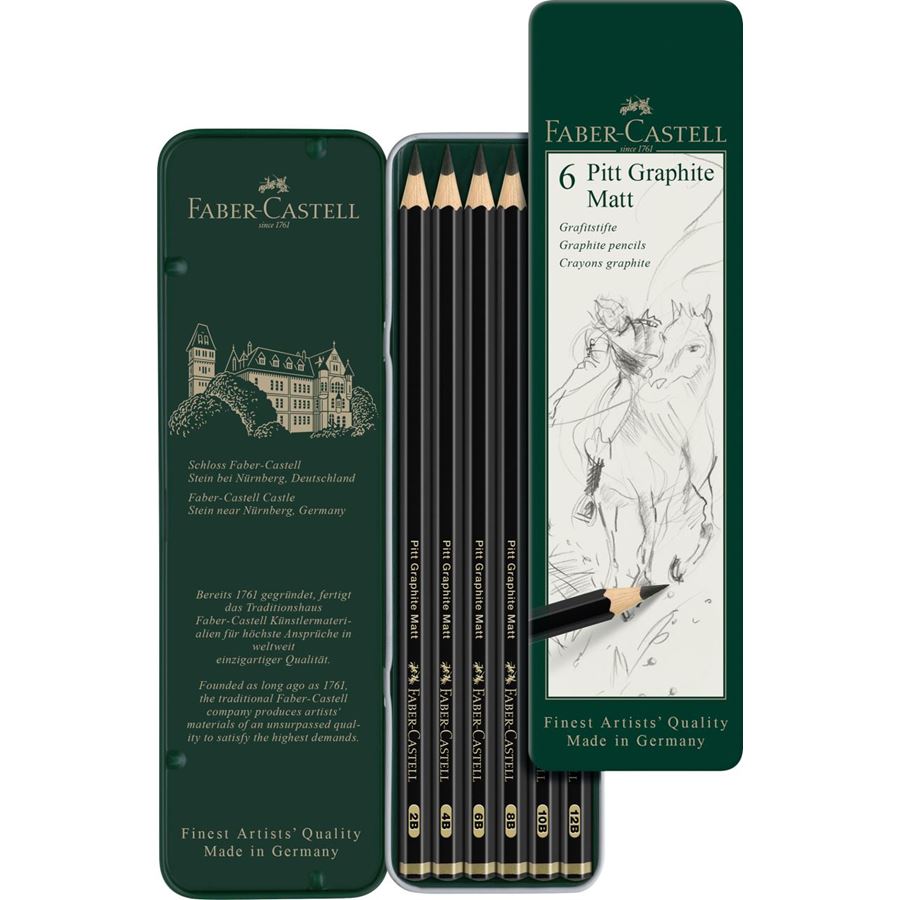 FABER-CASTELL
since 1761
Schloss Faber-Castell
Stein bei Nürnberg, Deutschland
Faber-Castell Castle
Stein near Nürnberg, Germany
Bereits 1761 gegründet, fertigt
das Traditionshaus
Faber-Castell Künstlermateri-
alien für höchste Ansprüche in
weltweit
einzigartiger Qualität.
Founded as long ago as 1761,
the traditional Faber-Castell
company produces artists'
materials of an unsurpassed qual-
ity to satisfy the highest demands.
Finest Artists' Quality
Made in Germany
Pitt Graphite Matt FABER-CASTELL 2B
Pitt Graphite Matt FABER-CASTELL 4B
Pitt Graphite Matt FABER-CASTELL 6B
Pitt Graphite Matt FABER-CASTELL 8B
10B
12B
FABER-CASTELL
since 1761
6 Pitt Graphite
Matt
Grafitstifte
Graphite pencils
Crayons graphite
Finest Artists' Quality
Made in Germany